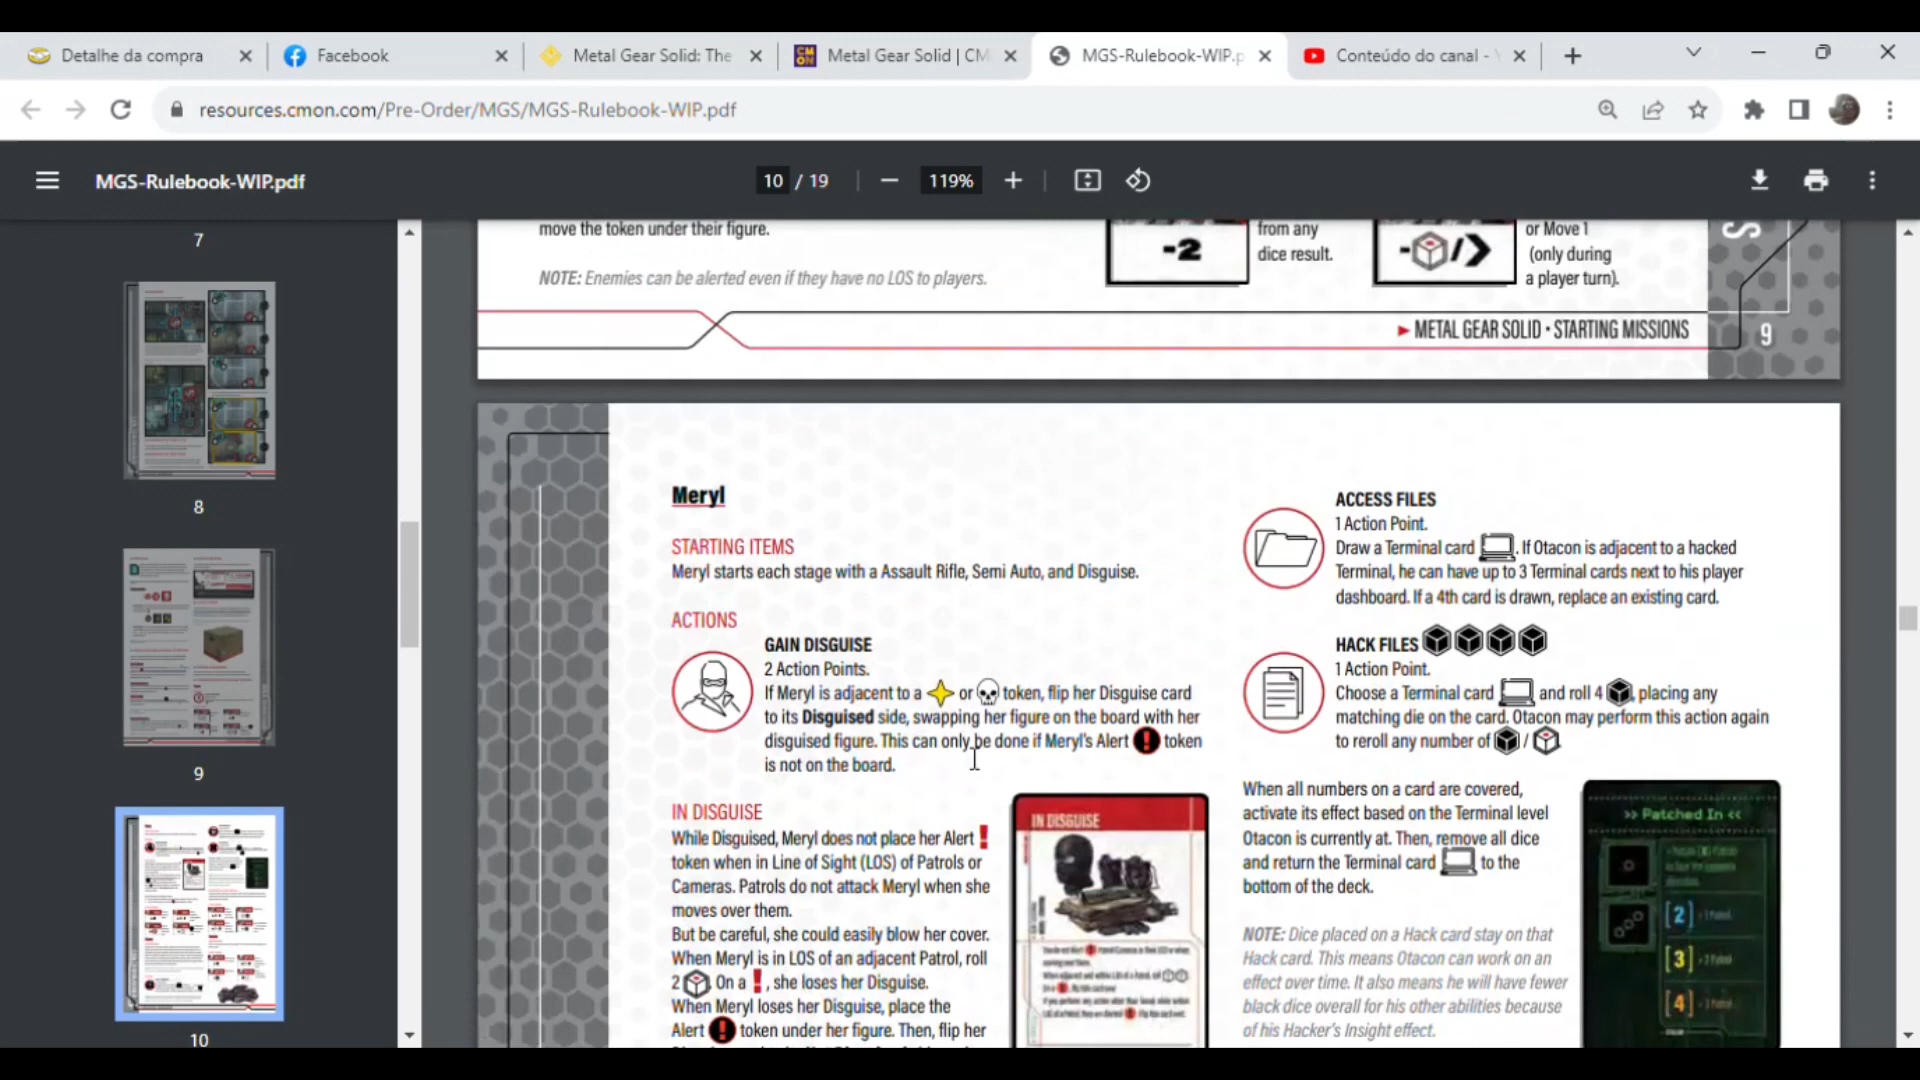 Detalhe da compra
Facebook
Metal Gear Solid: The
Metal Gear Solid | CM
MGS-Rulebook-WIP.p
Conteúdo do canal - Y
resources.cmon.com/Pre-Order/MGS/MGS-Rulebook-WIP.pdf
MGS-Rulebook-WIP.pdf
10 / 19
119%
7
8
9
10
move the token under their figure.
NOTE: Enemies can be alerted even if they have no LOS to players.
-2
from any
dice result.
or Move 1
(only during
a player turn).
METAL GEAR SOLID • STARTING MISSIONS
9
Meryl
STARTING ITEMS
Meryl starts each stage with a Assault Rifle, Semi Auto, and Disguise.
ACTIONS
GAIN DISGUISE
2 Action Points.
If Meryl is adjacent to a or token, flip her Disguise card
to its Disguised side, swapping her figure on the board with her
disguised figure. This can only be done if Meryl's Alert token
is not on the board.
IN DISGUISE
While Disguised, Meryl does not place her Alert
token when in Line of Sight (LOS) of Patrols or
Cameras. Patrols do not attack Meryl when she
moves over them.
But be careful, she could easily blow her cover.
When Meryl is in LOS of an adjacent Patrol, roll
2 . On a !, she loses her Disguise.
When Meryl loses her Disguise, place the
Alert token under her figure. Then, flip her
IN DISGUISE
ACCESS FILES
1 Action Point.
Draw a Terminal card . If Otacon is adjacent to a hacked
Terminal, he can have up to 3 Terminal cards next to his player
dashboard. If a 4th card is drawn, replace an existing card.
HACK FILES
1 Action Point.
Choose a Terminal card and roll 4 , placing any
matching die on the card. Otacon may perform this action again
to reroll any number of / .
When all numbers on a card are covered,
activate its effect based on the Terminal level
Otacon is currently at. Then, remove all dice
and return the Terminal card to the
bottom of the deck.
NOTE: Dice placed on a Hack card stay on that
Hack card. This means Otacon can work on an
effect over time. It also means he will have fewer
black dice overall for his other abilities because
of his Hacker's Insight effect.
>> Patched In <<
[2]
[3]
[4]